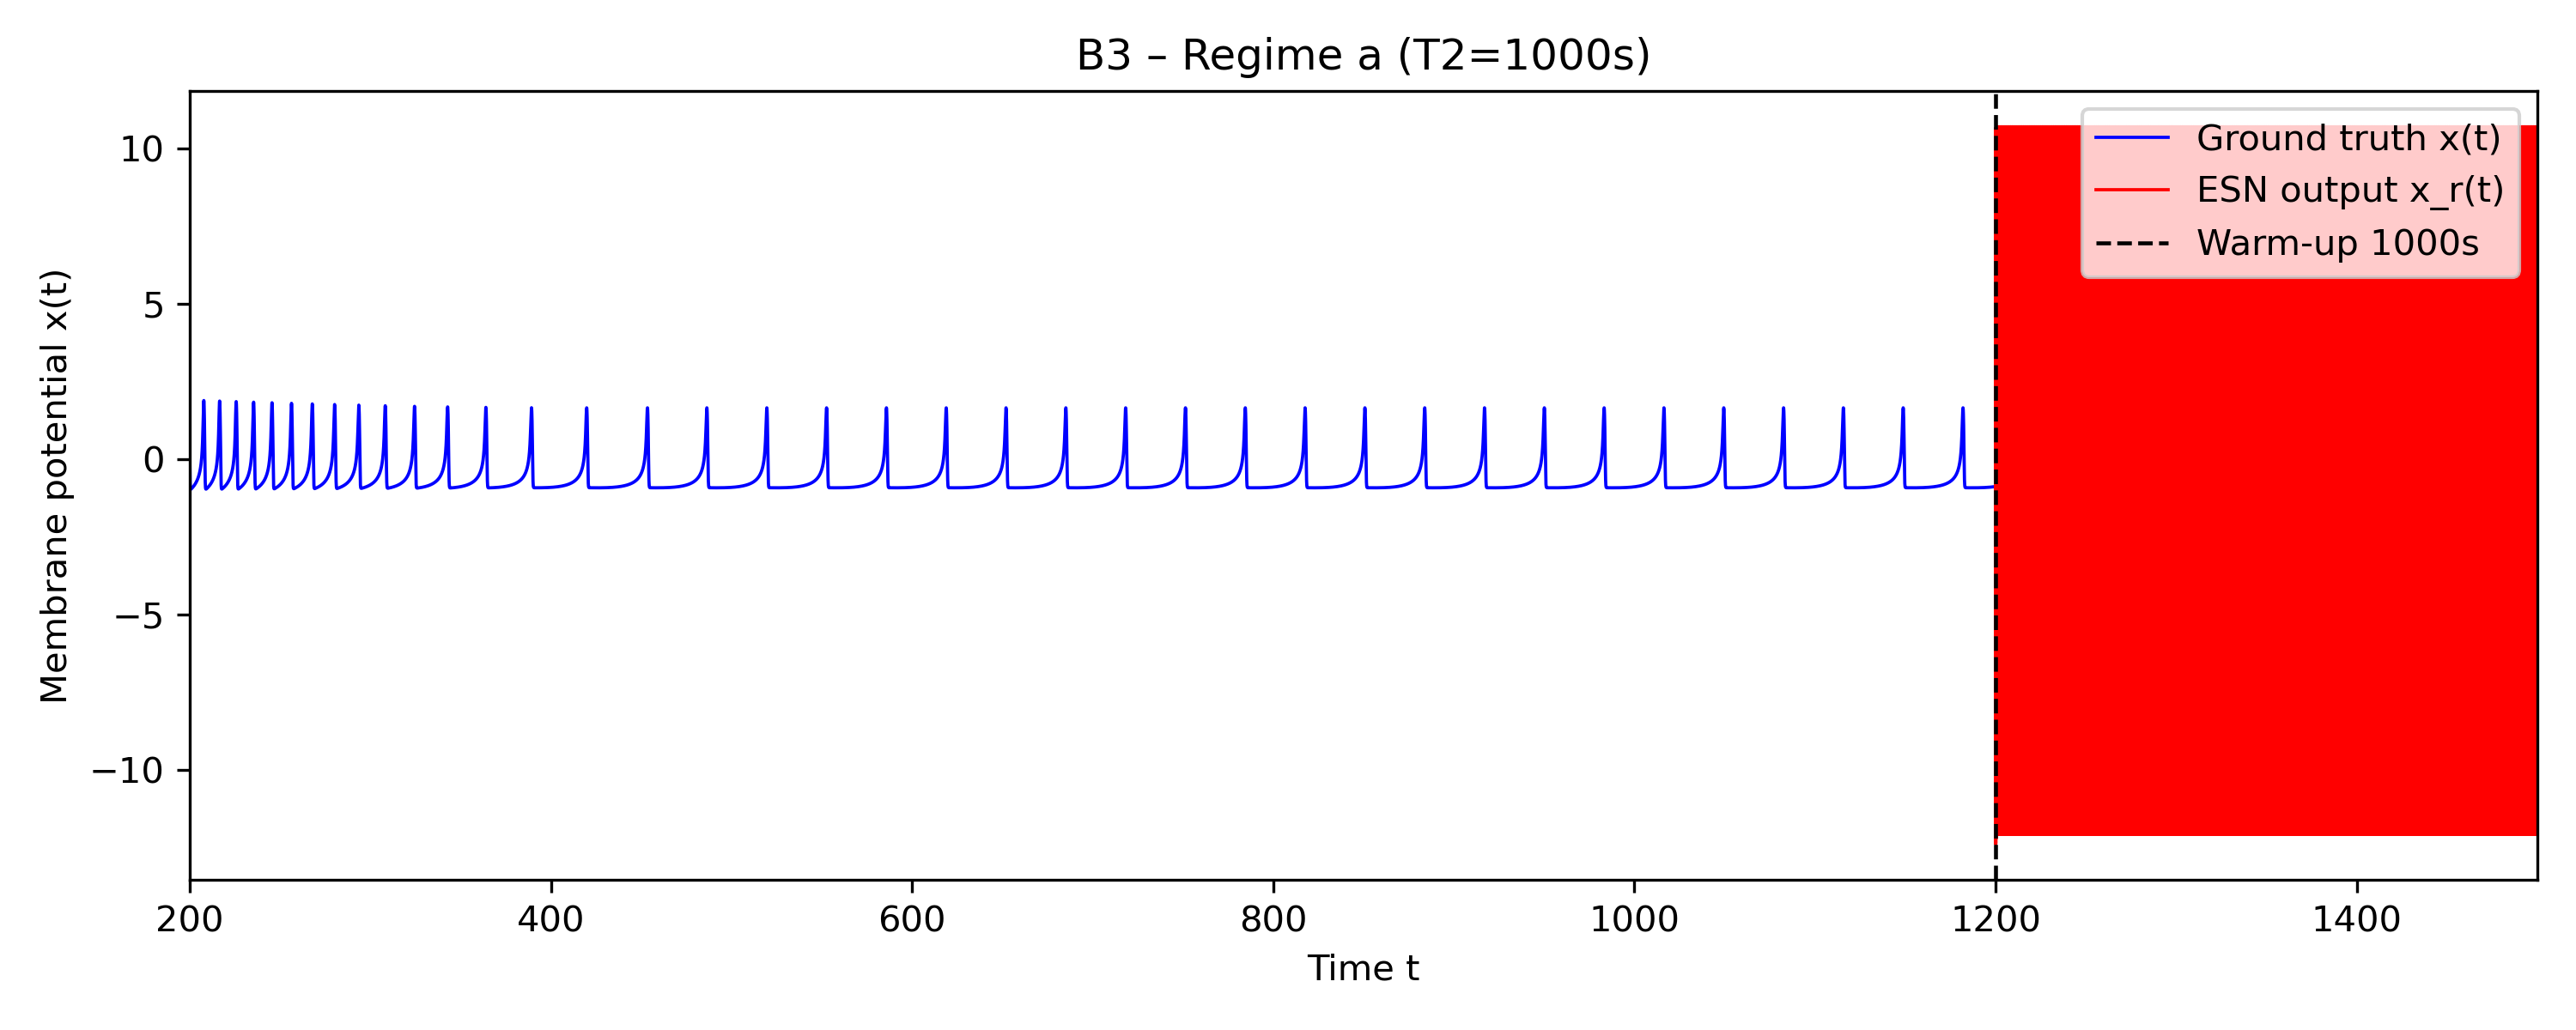 B3 – Regime a (T2=1000s)
Membrane potential x(t)
10
5
0
−5
−10
Ground truth x(t)
ESN output x_r(t)
Warm-up 1000s
200 400 600 800 1000 1200 1400
Time t